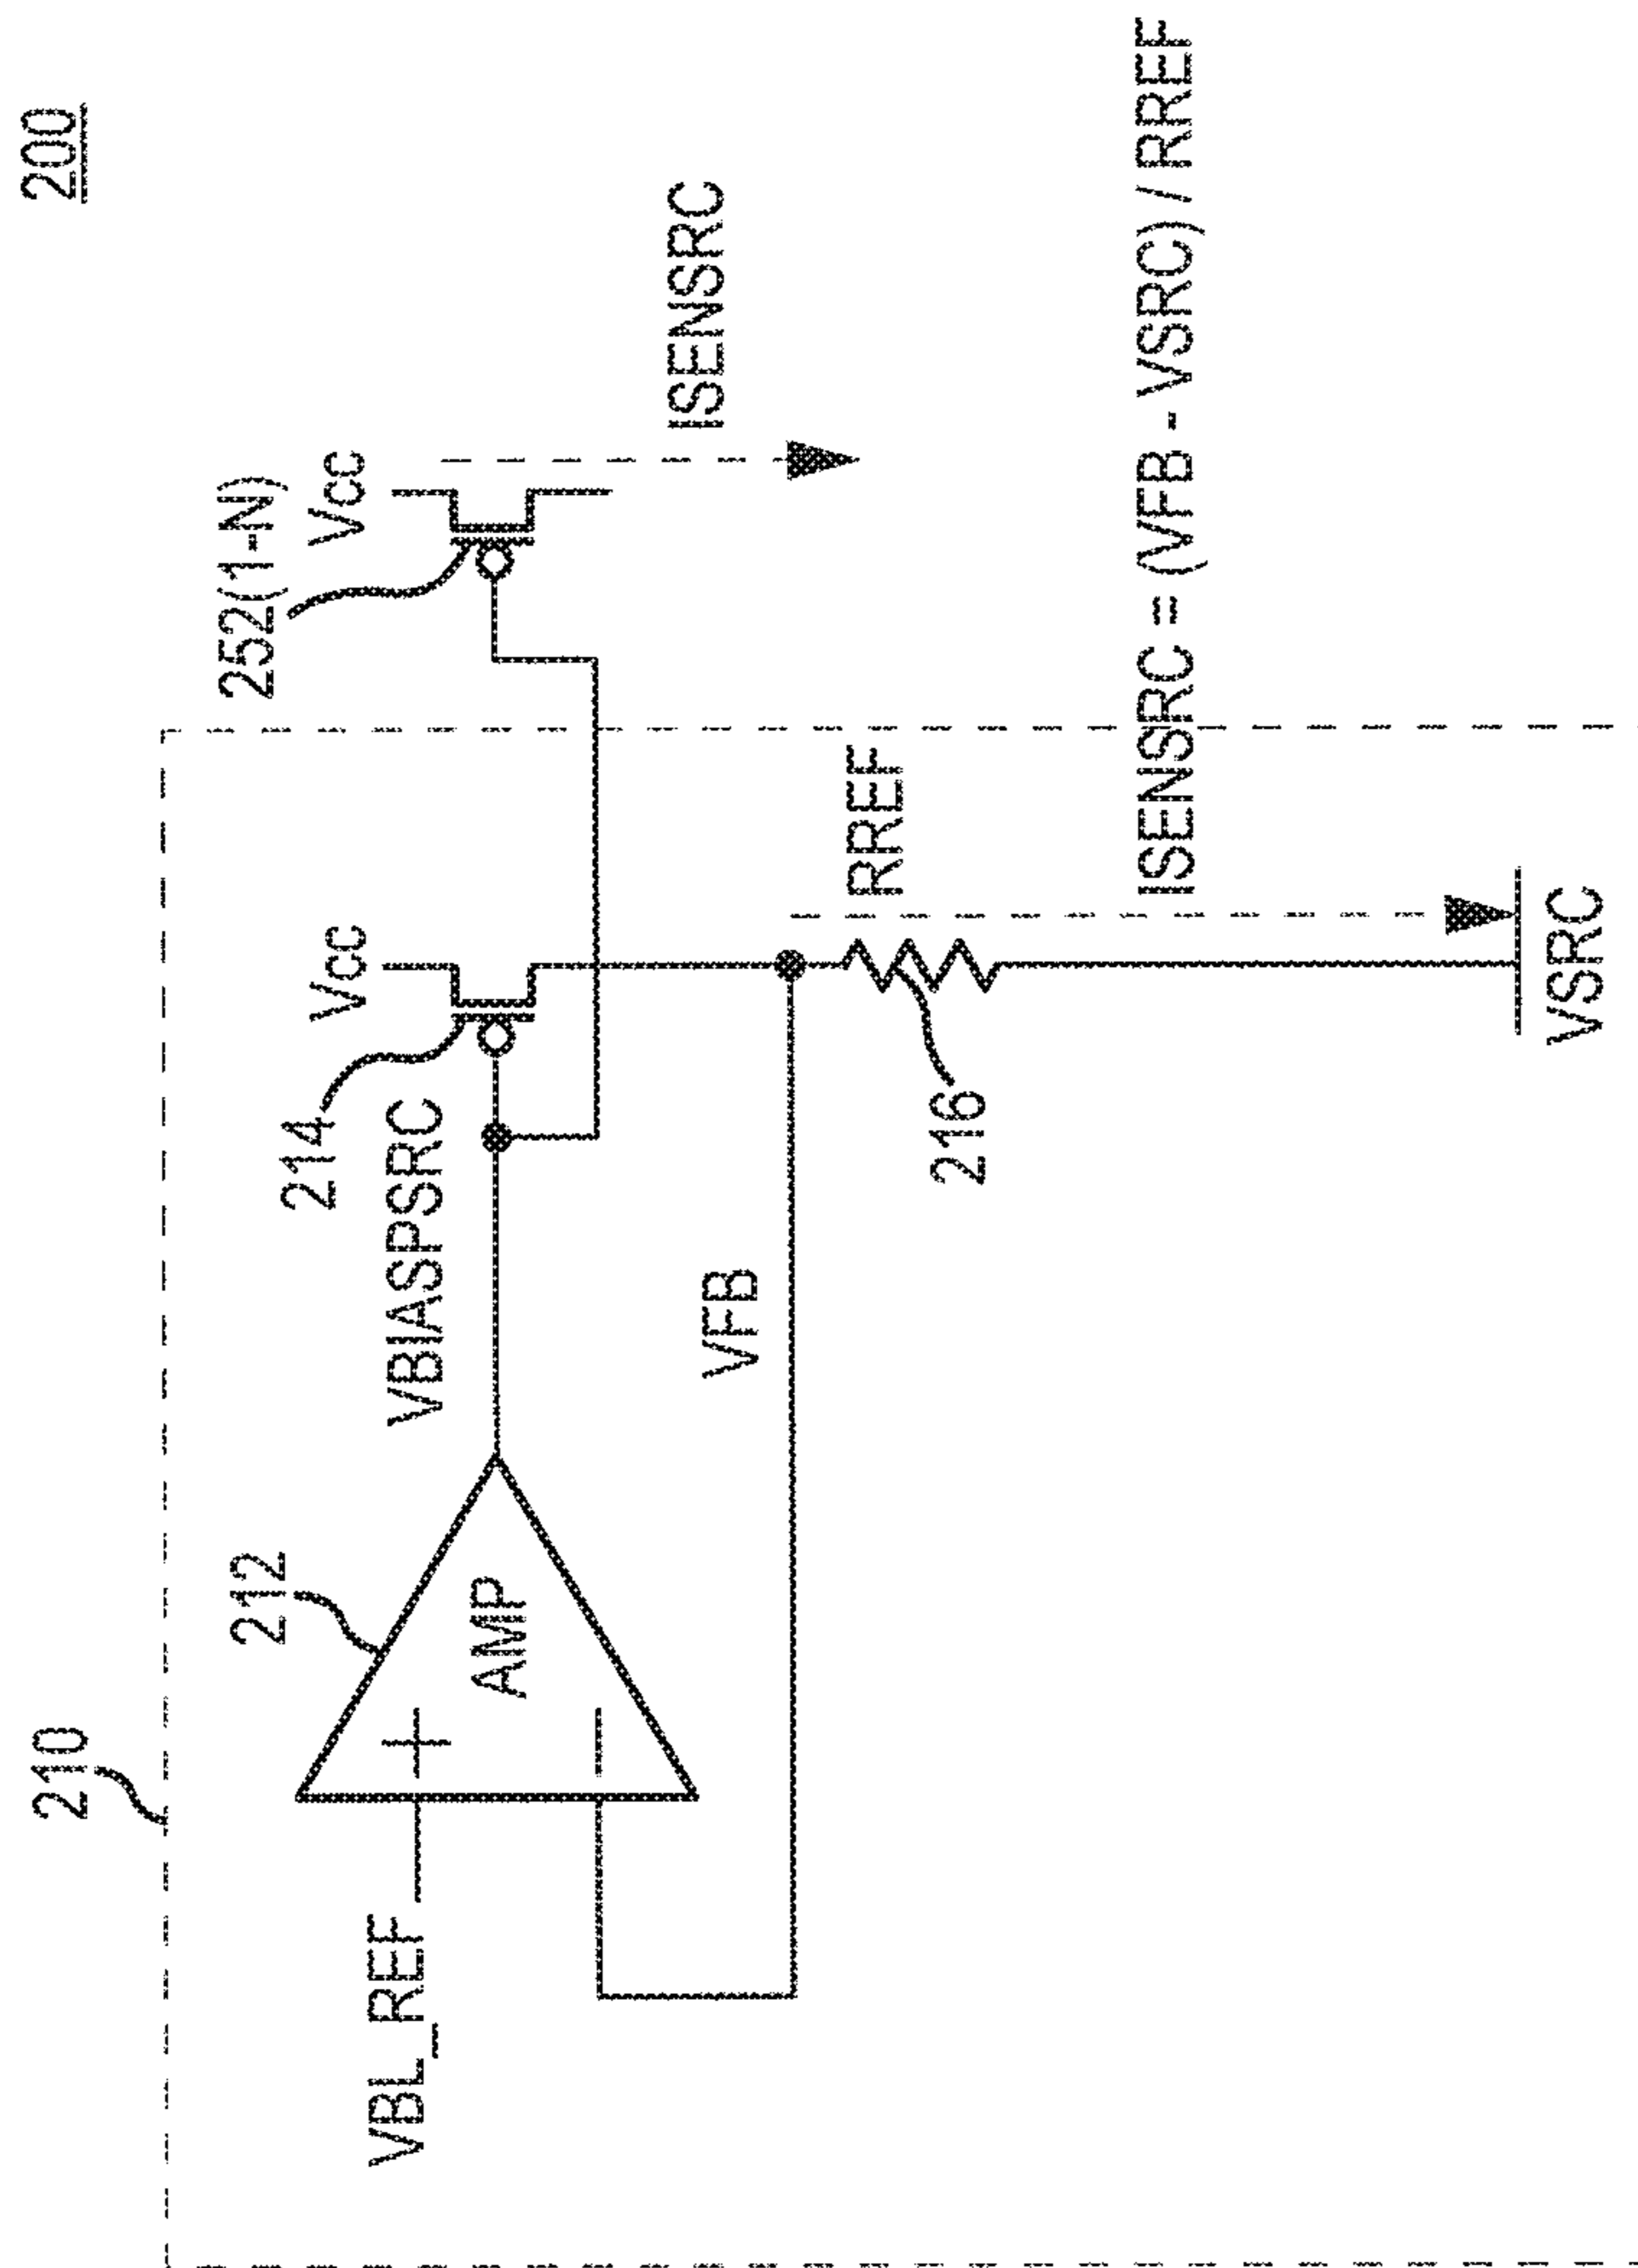 200
210
252(1-N)
Vcc
212
214
Vcc
VBL_REF
AMP
VBIASPSRC
+
–
ISENSRC
VFB
RREF
216
ISENSRC = (VFB - VSRC) / RREF
VSRC